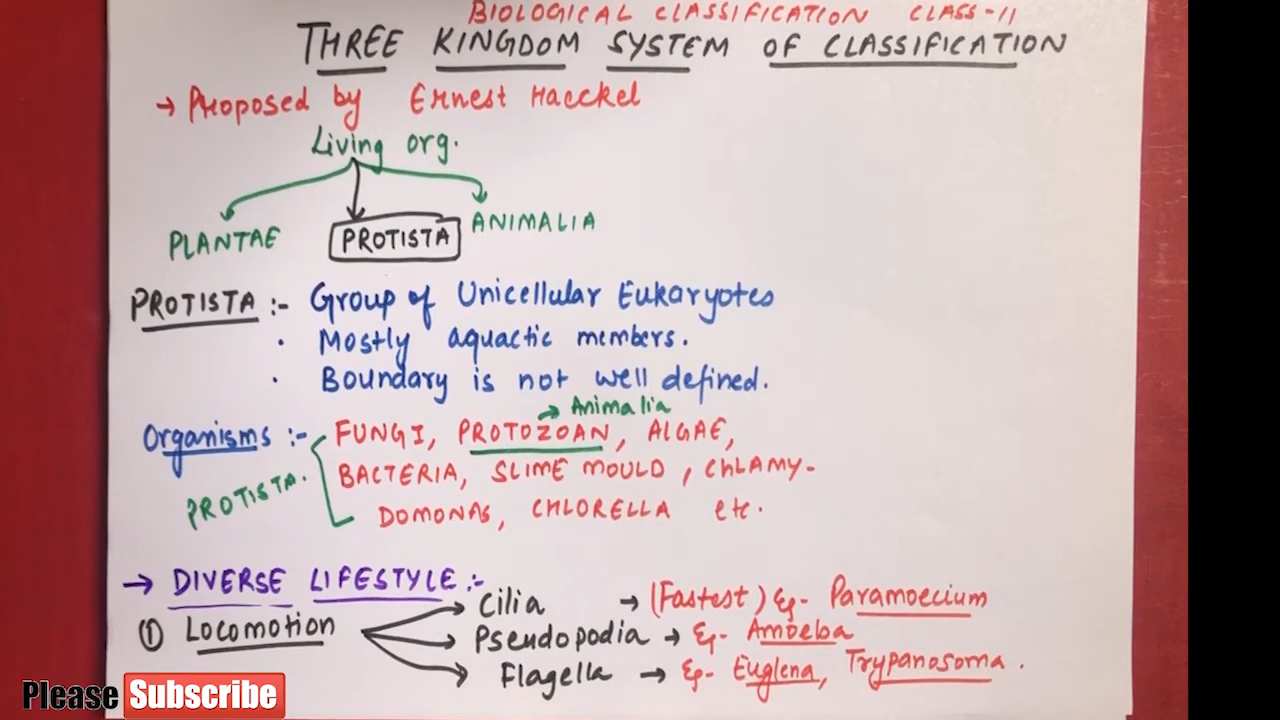 BIOLOGICAL CLASSIFICATION CLASS-11
THREE KINGDOM SYSTEM OF CLASSIFICATION
→ Proposed by Ernest Haeckel
Living org.
PLANTAE PROTISTA ANIMALIA
PROTISTA :- Group of Unicellular Eukaryotes
· Mostly aquactic members.
· Boundary is not well defined.
→ Animalia
Organisms :- FUNGI, PROTOZOAN, ALGAE,
PROTISTA. BACTERIA, SLIME MOULD, CHLAMY-
DOMONAS, CHLORELLA etc.
→ DIVERSE LIFESTYLE :-
① Locomotion
Cilia → (Fastest) Eg- Paramoecium
Pseudopodia → Eg- Amoeba
Flagella → Eg- Euglena, Trypanosoma.
Please Subscribe